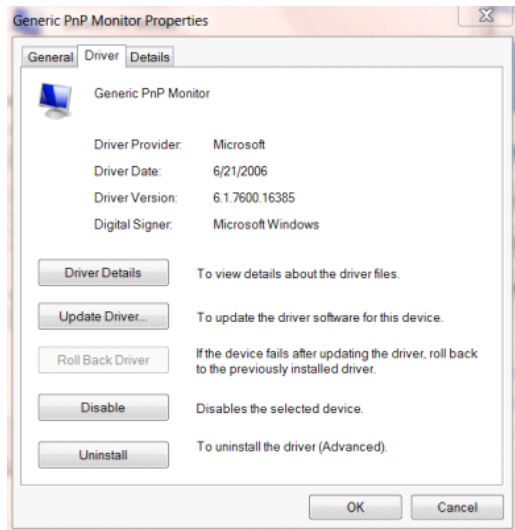 Generic PnP Monitor Properties
General Driver Details
Generic PnP Monitor
Driver Provider: Microsoft
Driver Date: 6/21/2006
Driver Version: 6.1.7600.16385
Digital Signer: Microsoft Windows
Driver Details To view details about the driver files.
Update Driver... To update the driver software for this device.
Roll Back Driver If the device fails after updating the driver, roll back
to the previously installed driver.
Disable Disables the selected device.
Uninstall To uninstall the driver (Advanced).
OK Cancel